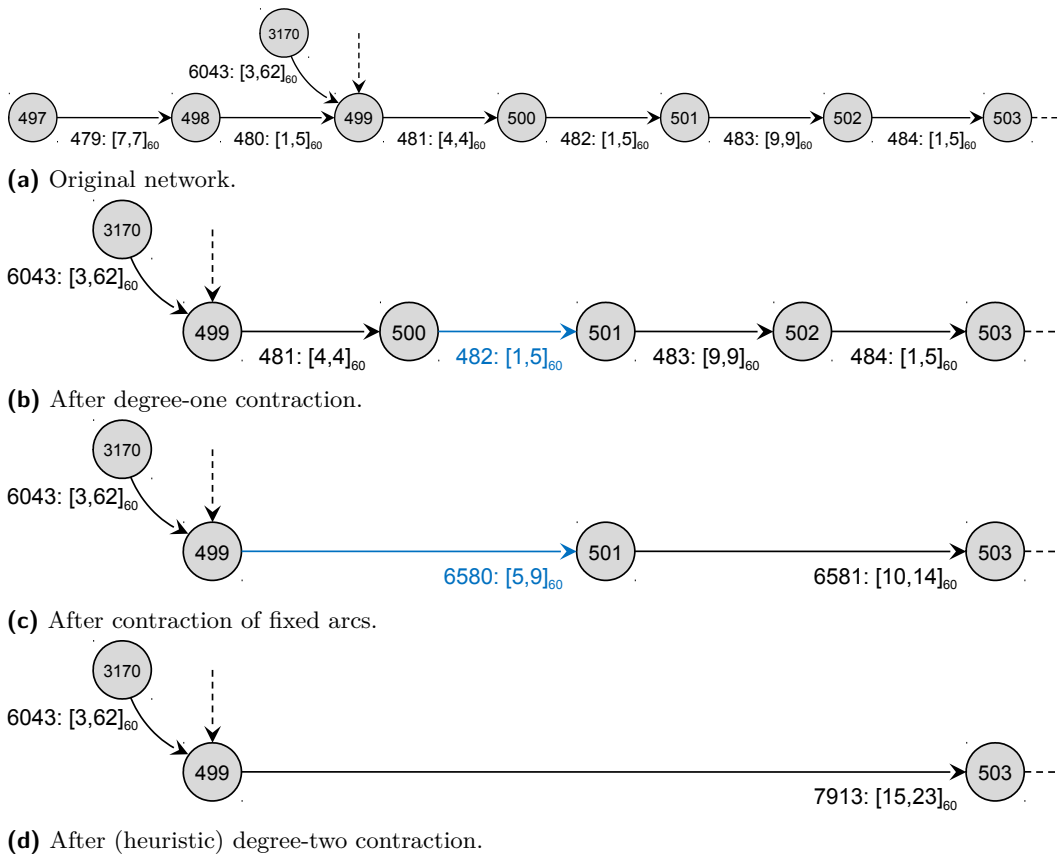 3170
6043: [3,62]60
497 498 499 500 501 502 503
479: [7,7]60 480: [1,5]60 481: [4,4]60 482: [1,5]60 483: [9,9]60 484: [1,5]60
(a) Original network.
3170
6043: [3,62]60
499 500 501 502 503
481: [4,4]60 482: [1,5]60 483: [9,9]60 484: [1,5]60
(b) After degree-one contraction.
3170
6043: [3,62]60
499 501 503
6580: [5,9]60 6581: [10,14]60
(c) After contraction of fixed arcs.
3170
6043: [3,62]60
499 503
7913: [15,23]60
(d) After (heuristic) degree-two contraction.